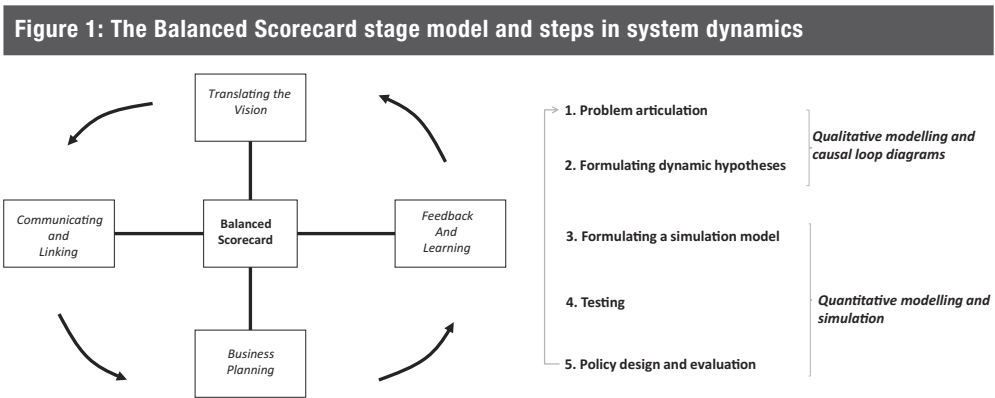 Figure 1: The Balanced Scorecard stage model and steps in system dynamics
Translating the
Vision
Communicating
and
Linking
Balanced
Scorecard
Feedback
And
Learning
Business
Planning
1. Problem articulation
2. Formulating dynamic hypotheses
Qualitative modelling and
causal loop diagrams
3. Formulating a simulation model
4. Testing
5. Policy design and evaluation
Quantitative modelling and
simulation